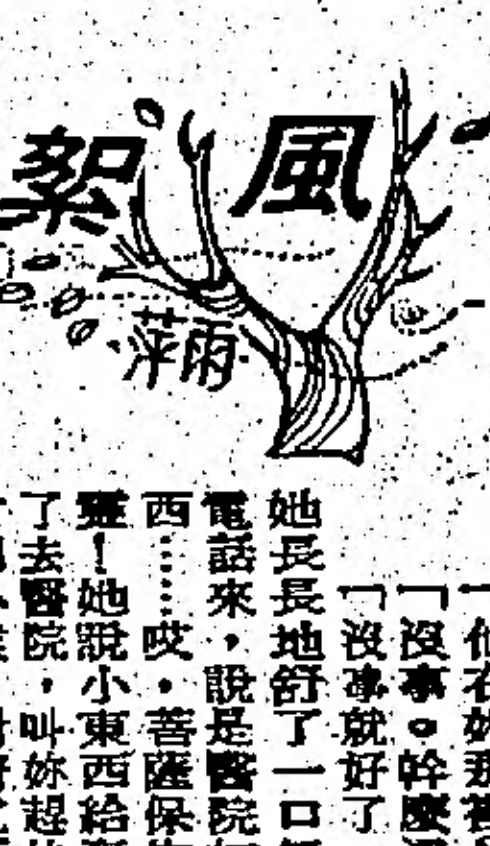 風絮
雨萍
「他在妳那
「沒事。幹麼
「沒事就好了
她長長地舒了一口
電話來，說是醫院
西……哎，菩薩保
靈！她說小東西給
了去醫院，叫妳趕